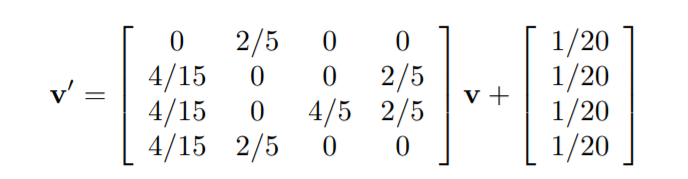 0 2/5 0 0 1/20
4/15 0 0 2/5 1/20
v′ = v +
4/15 0 4/5 2/5 1/20
4/15 2/5 0 0 1/20